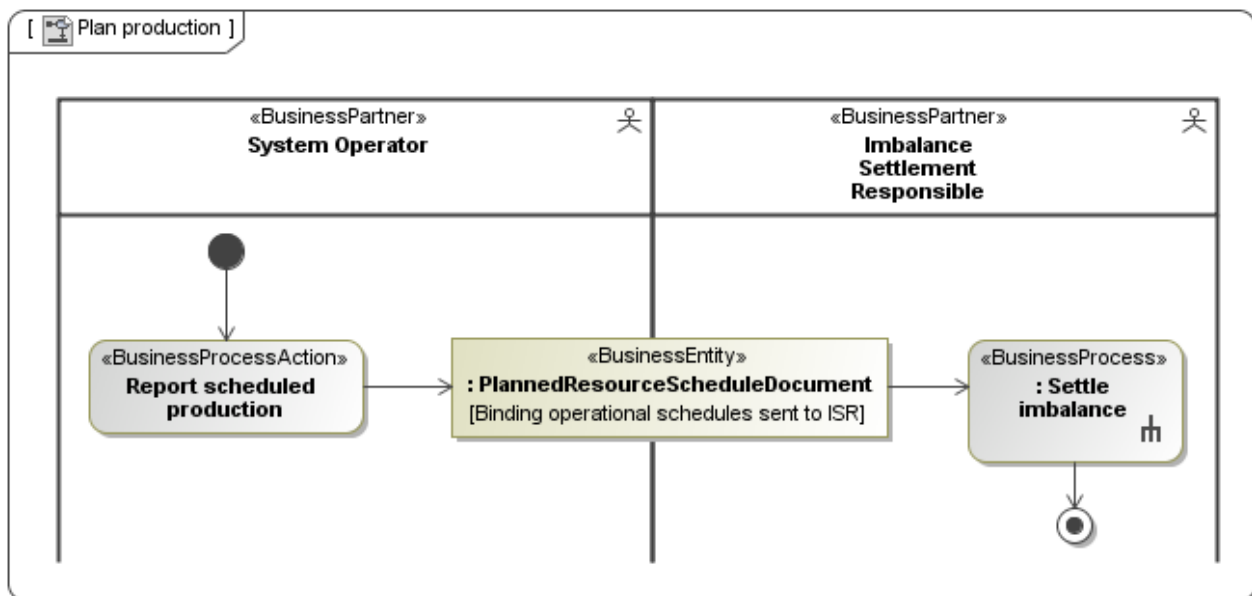 [ Plan production ]
«BusinessPartner»
System Operator
«BusinessPartner»
Imbalance
Settlement
Responsible
«BusinessProcessAction»
Report scheduled
production
«BusinessEntity»
: PlannedResourceScheduleDocument
[Binding operational schedules sent to ISR]
«BusinessProcess»
: Settle
imbalance